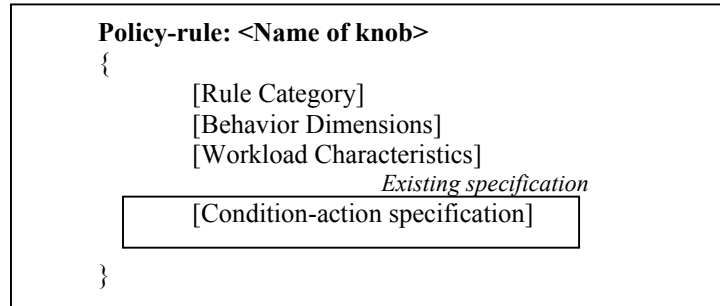 Policy-rule: <Name of knob>
{
[Rule Category]
[Behavior Dimensions]
[Workload Characteristics]
Existing specification
[Condition-action specification]
}